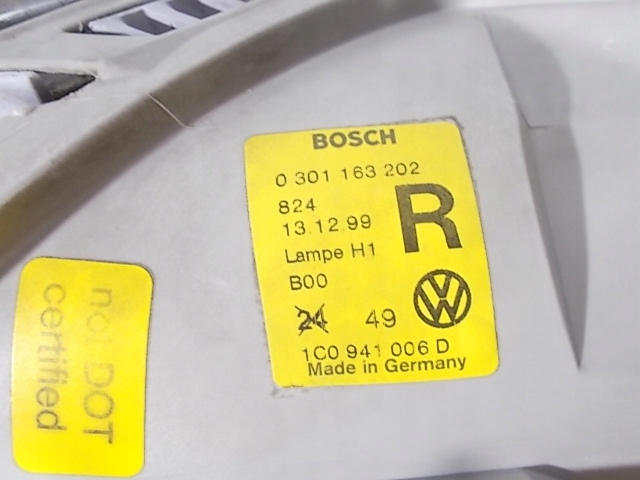 BOSCH
0 301 163 202
824
13.12.99
R
Lampe H1
B00
24 49
1C0 941 006 D
Made in Germany
not DOT
certified